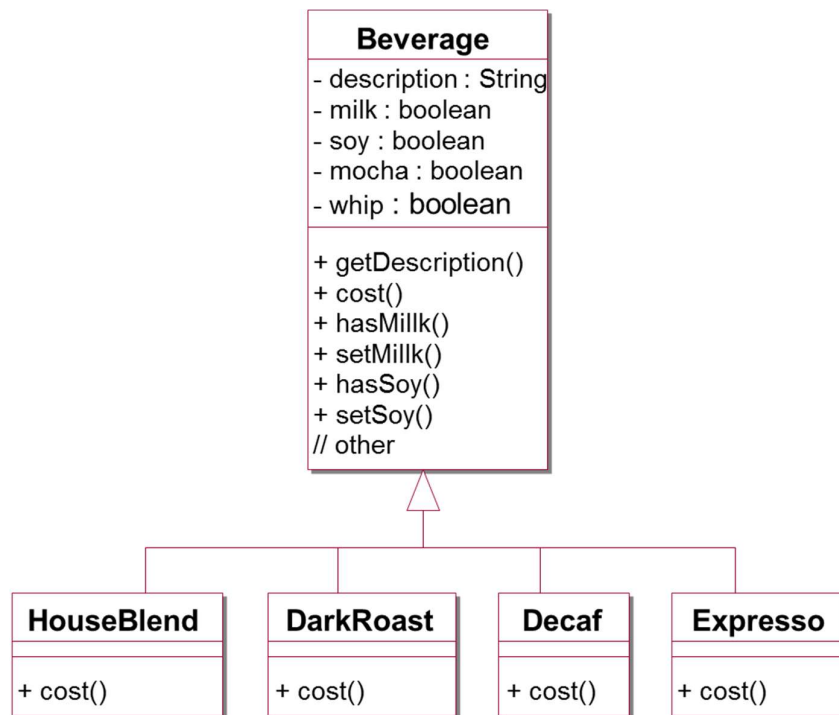 Beverage
- description : String
- milk : boolean
- soy : boolean
- mocha : boolean
- whip : boolean
+ getDescription()
+ cost()
+ hasMillk()
+ setMillk()
+ hasSoy()
+ setSoy()
// other
HouseBlend
+ cost()
DarkRoast
+ cost()
Decaf
+ cost()
Expresso
+ cost()